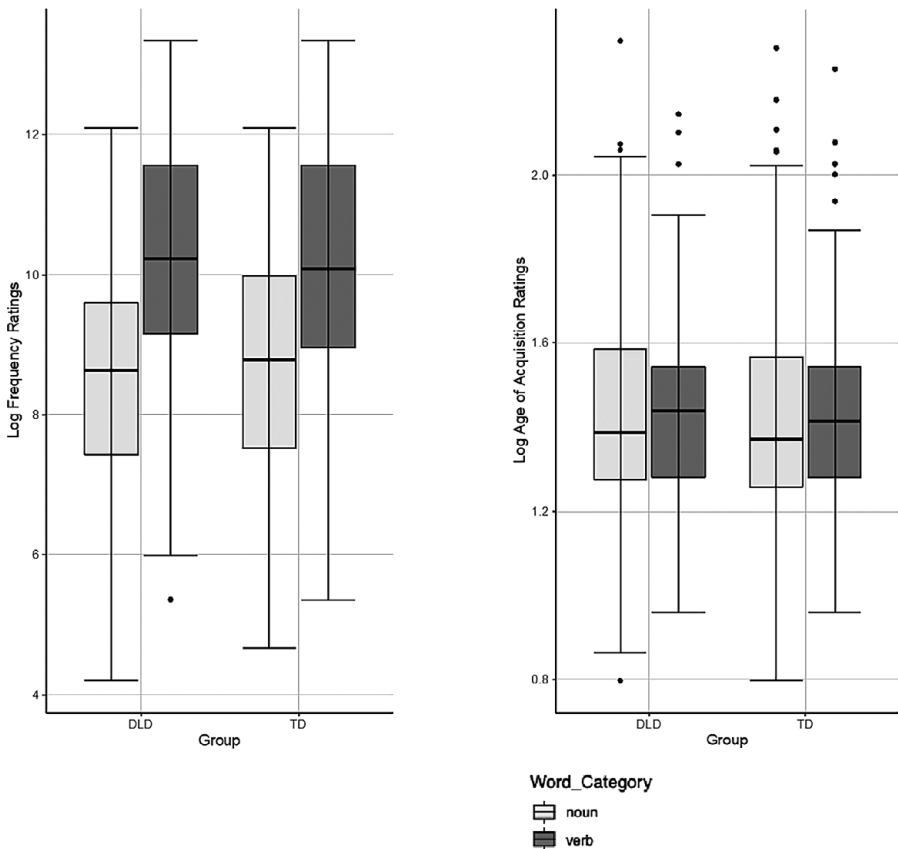 Log Frequency Ratings
12
10
8
6
4
DLD
TD
Group
Log Age of Acquisition Ratings
2.0
1.6
1.2
0.8
DLD
TD
Group
Word_Category
noun
verb